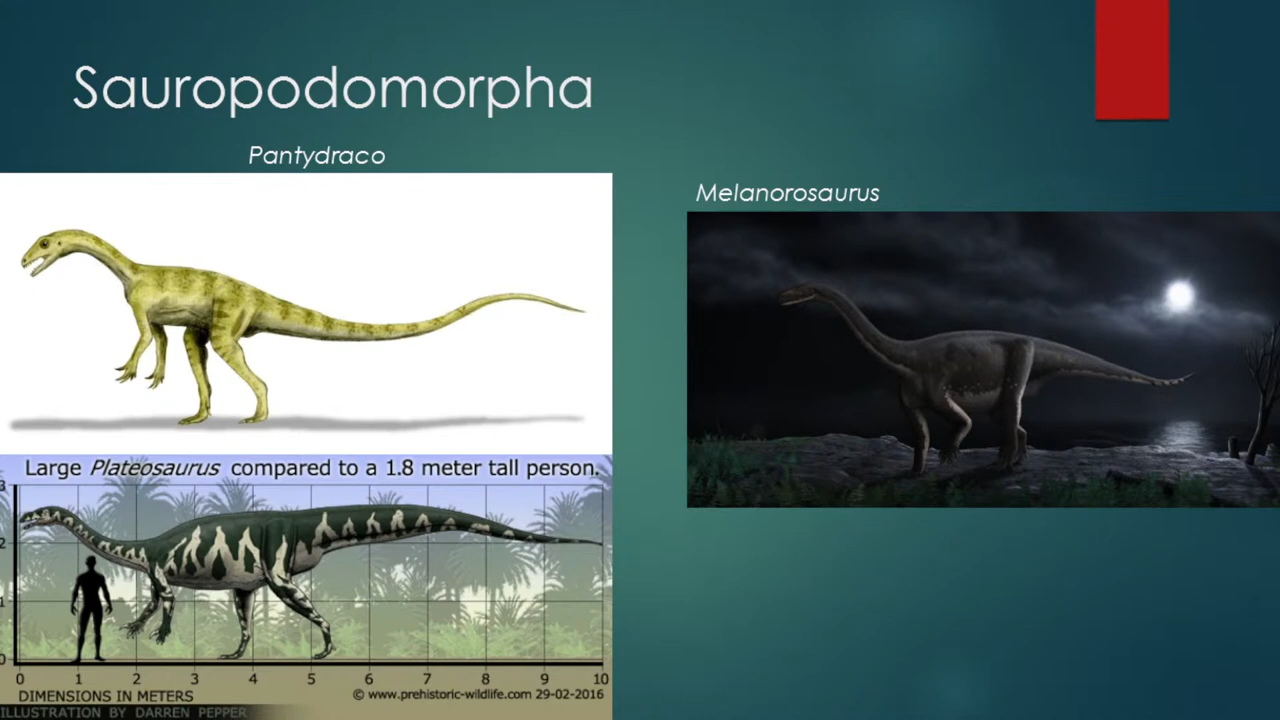 Sauropodomorpha
Pantydraco
Melanorosaurus
Large Plateosaurus compared to a 1.8 meter tall person.
3
2
1
0
0 1 2 3 4 5 6 7 8 9 10
DIMENSIONS IN METERS
© www.prehistoric-wildlife.com 29-02-2016
ILLUSTRATION BY DARREN PEPPER